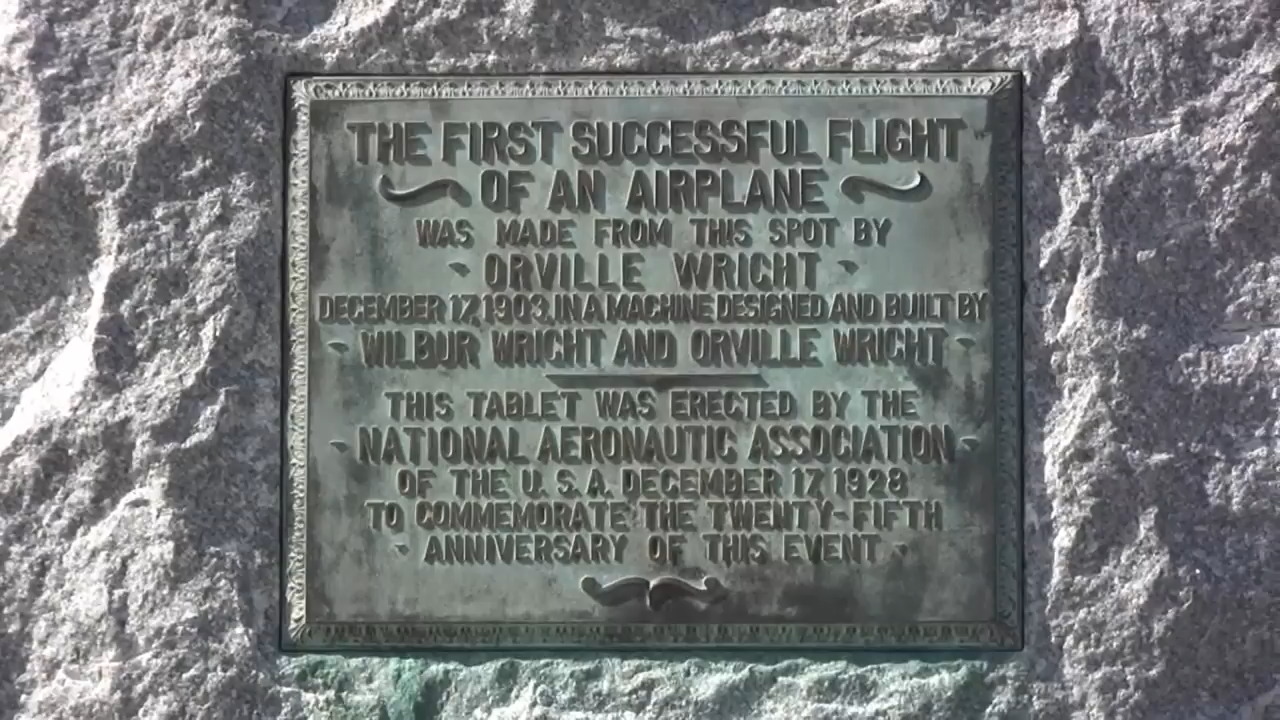 THE FIRST SUCCESSFUL FLIGHT
OF AN AIRPLANE
WAS MADE FROM THIS SPOT BY
ORVILLE WRIGHT
DECEMBER 17, 1903, IN A MACHINE DESIGNED AND BUILT BY
WILBUR WRIGHT AND ORVILLE WRIGHT
THIS TABLET WAS ERECTED BY THE
NATIONAL AERONAUTIC ASSOCIATION
OF THE U. S. A. DECEMBER 17, 1928
TO COMMEMORATE THE TWENTY-FIFTH
ANNIVERSARY OF THIS EVENT